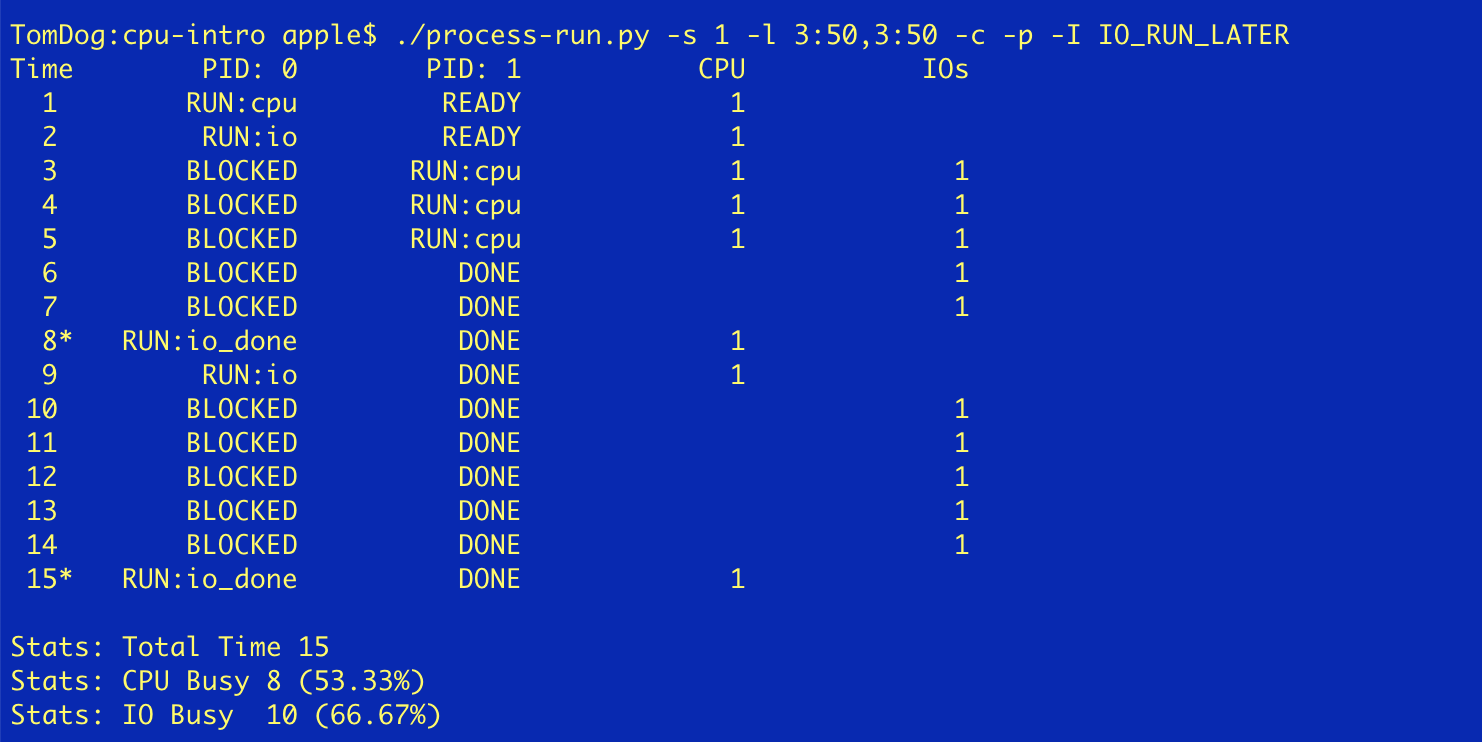 TomDog:cpu-intro apple$ ./process-run.py -s 1 -l 3:50,3:50 -c -p -I IO_RUN_LATER
Time        PID: 0        PID: 1           CPU           IOs
  1        RUN:cpu         READY             1
  2         RUN:io         READY             1
  3        BLOCKED       RUN:cpu             1             1
  4        BLOCKED       RUN:cpu             1             1
  5        BLOCKED       RUN:cpu             1             1
  6        BLOCKED          DONE                           1
  7        BLOCKED          DONE                           1
  8*   RUN:io_done          DONE             1
  9         RUN:io          DONE             1
 10        BLOCKED          DONE                           1
 11        BLOCKED          DONE                           1
 12        BLOCKED          DONE                           1
 13        BLOCKED          DONE                           1
 14        BLOCKED          DONE                           1
 15*   RUN:io_done          DONE             1
Stats: Total Time 15
Stats: CPU Busy 8 (53.33%)
Stats: IO Busy  10 (66.67%)